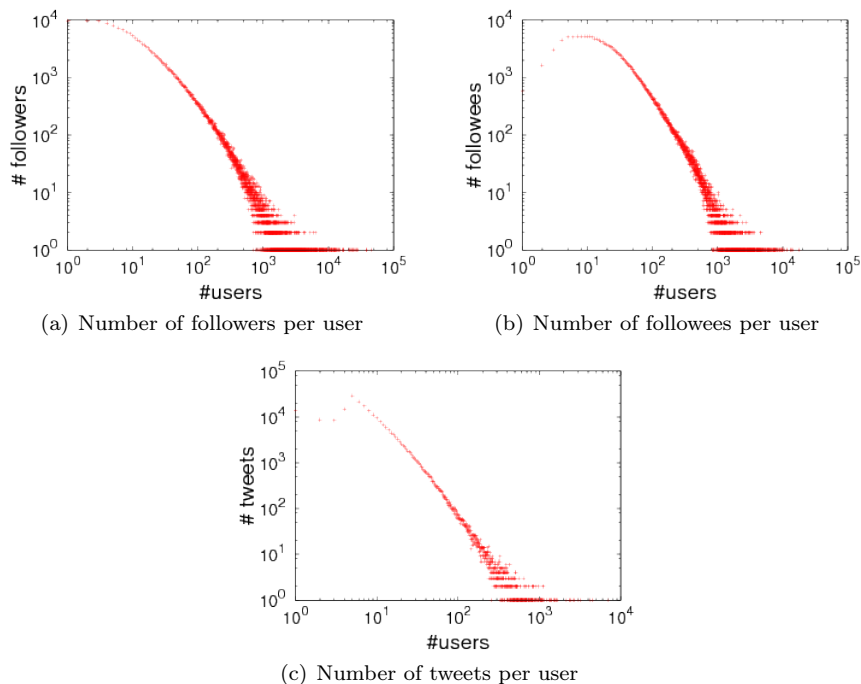 10^4
10^3
10^2
10^1
10^0
# followers
10^0 10^1 10^2 10^3 10^4 10^5
#users
(a) Number of followers per user
10^4
10^3
10^2
10^1
10^0
# followees
10^0 10^1 10^2 10^3 10^4 10^5
#users
(b) Number of followees per user
10^5
10^4
10^3
10^2
10^1
10^0
# tweets
10^0 10^1 10^2 10^3 10^4
#users
(c) Number of tweets per user